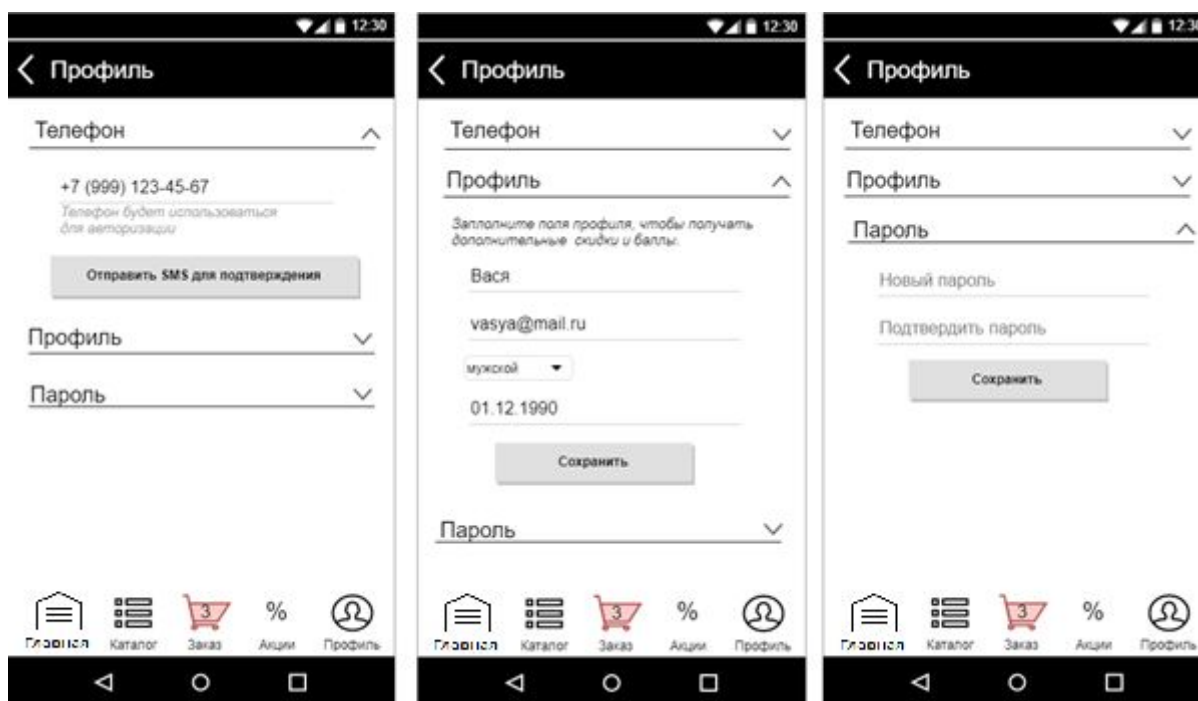 12:30
Профиль
Телефон
+7 (999) 123-45-67
Телефон будет использоваться
для авторизации
Отправить SMS для подтверждения
Профиль
Пароль
Главная Каталог 3 Заказ % Акции Профиль
12:30
Профиль
Телефон
Профиль
Заполните поля профиля, чтобы получать
дополнительные скидки и баллы.
Вася
vasya@mail.ru
мужской
01.12.1990
Сохранить
Пароль
Главная Каталог 3 Заказ % Акции Профиль
12:30
Профиль
Телефон
Профиль
Пароль
Новый пароль
Подтвердить пароль
Сохранить
Главная Каталог 3 Заказ % Акции Профиль